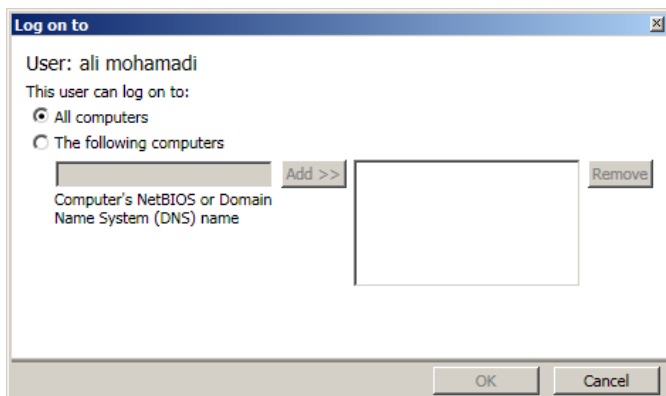 Log on to
User: ali mohamadi
This user can log on to:
All computers
The following computers
Add >>
Remove
Computer's NetBIOS or Domain
Name System (DNS) name
OK
Cancel